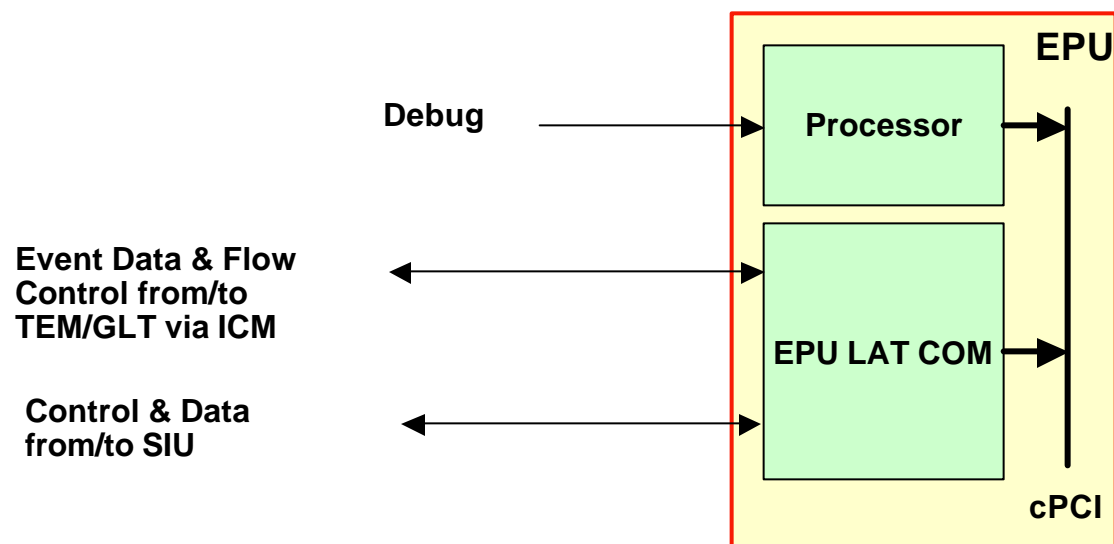 EPU
Debug
Processor
Event Data & Flow
Control from/to
TEM/GLT via ICM
EPU LAT COM
Control & Data
from/to SIU
cPCI